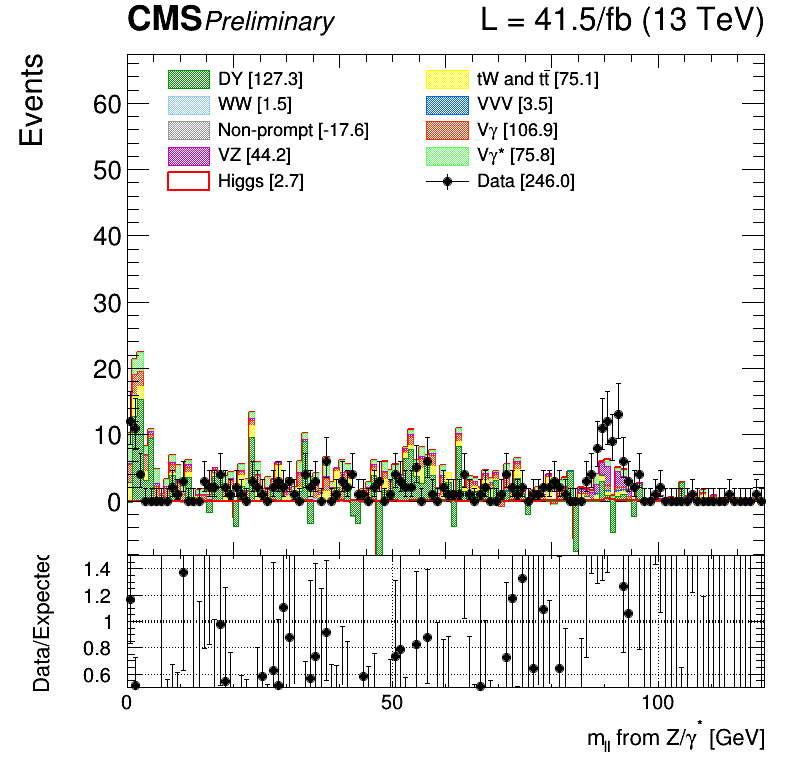 CMS Preliminary L = 41.5/fb (13 TeV)
Events
DY [127.3]
WW [1.5]
Non-prompt [-17.6]
VZ [44.2]
Higgs [2.7]
tW and tt̄ [75.1]
VVV [3.5]
Vγ [106.9]
Vγ* [75.8]
Data [246.0]
60
50
40
30
20
10
0
Data/Expected
1.4
1.2
1
0.8
0.6
0 50 100
m_ll from Z/γ* [GeV]